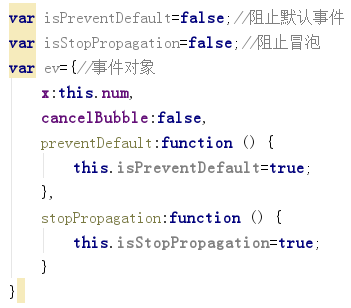 var isPreventDefault=false;//阻止默认事件
var isStopPropagation=false;//阻止冒泡
var ev={//事件对象
    x:this.num,
    cancelBubble:false,
    preventDefault:function () {
        this.isPreventDefault=true;
    },
    stopPropagation:function () {
        this.isStopPropagation=true;
    }
}